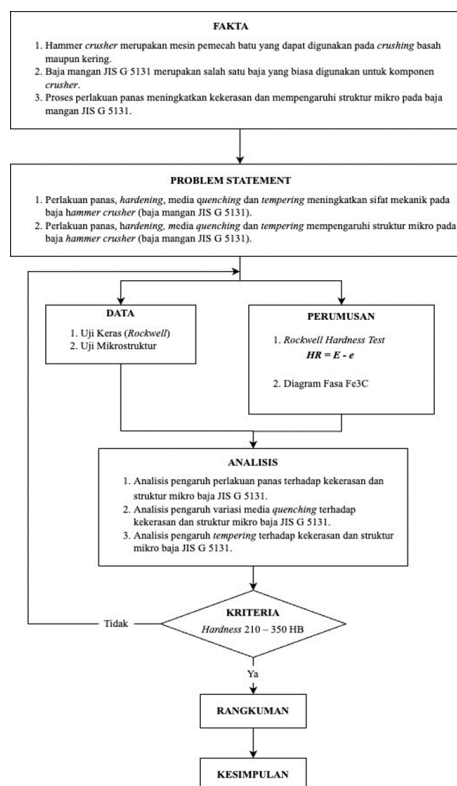 FAKTA
1. Hammer crusher merupakan mesin pemecah batu yang dapat digunakan pada crushing basah
maupun kering.
2. Baja mangan JIS G 5131 merupakan salah satu baja yang biasa digunakan untuk komponen
crusher.
3. Proses perlakuan panas meningkatkan kekerasan dan mempengaruhi struktur mikro pada baja
mangan JIS G 5131.
PROBLEM STATEMENT
1. Perlakuan panas, hardening, media quenching dan tempering meningkatkan sifat mekanik pada
baja hammer crusher (baja mangan JIS G 5131).
2. Perlakuan panas, hardening, media quenching dan tempering mempengaruhi struktur mikro pada
baja hammer crusher (baja mangan JIS G 5131).
DATA
1. Uji Keras (Rockwell)
2. Uji Mikrostruktur
PERUMUSAN
1. Rockwell Hardness Test
HR = E - e
2. Diagram Fasa Fe3C
ANALISIS
1. Analisis pengaruh perlakuan panas terhadap kekerasan dan
struktur mikro baja JIS G 5131.
2. Analisis pengaruh variasi media quenching terhadap
kekerasan dan struktur mikro baja JIS G 5131.
3. Analisis pengaruh tempering terhadap kekerasan dan struktur
mikro baja JIS G 5131.
KRITERIA
Hardness 210 – 350 HB
Tidak
Ya
RANGKUMAN
KESIMPULAN